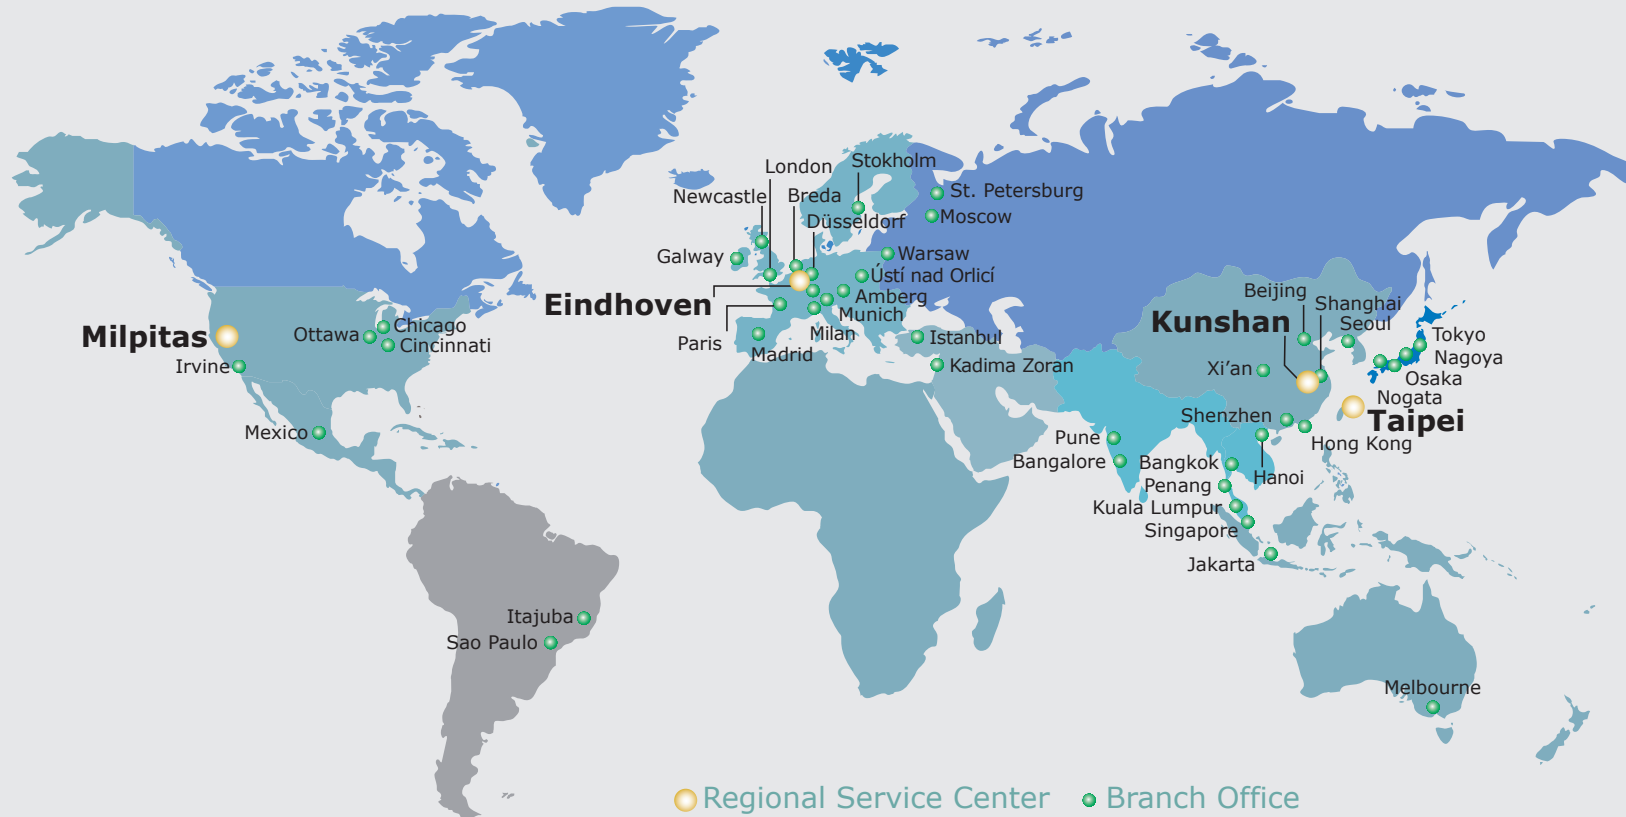 London
Stokholm
Newcastle
Breda
St. Petersburg
Düsseldorf
Moscow
Galway
Warsaw
Ústí nad Orlicí
Eindhoven
Amberg
Munich
Paris
Milan
Madrid
Istanbul
Kadima Zoran
Milpitas
Ottawa
Chicago
Cincinnati
Irvine
Mexico
Beijing
Shanghai
Kunshan
Seoul
Tokyo
Nagoya
Xi’an
Osaka
Nogata
Shenzhen
Taipei
Pune
Hong Kong
Bangalore
Bangkok
Hanoi
Penang
Kuala Lumpur
Singapore
Jakarta
Itajuba
Sao Paulo
Melbourne
Regional Service Center
Branch Office